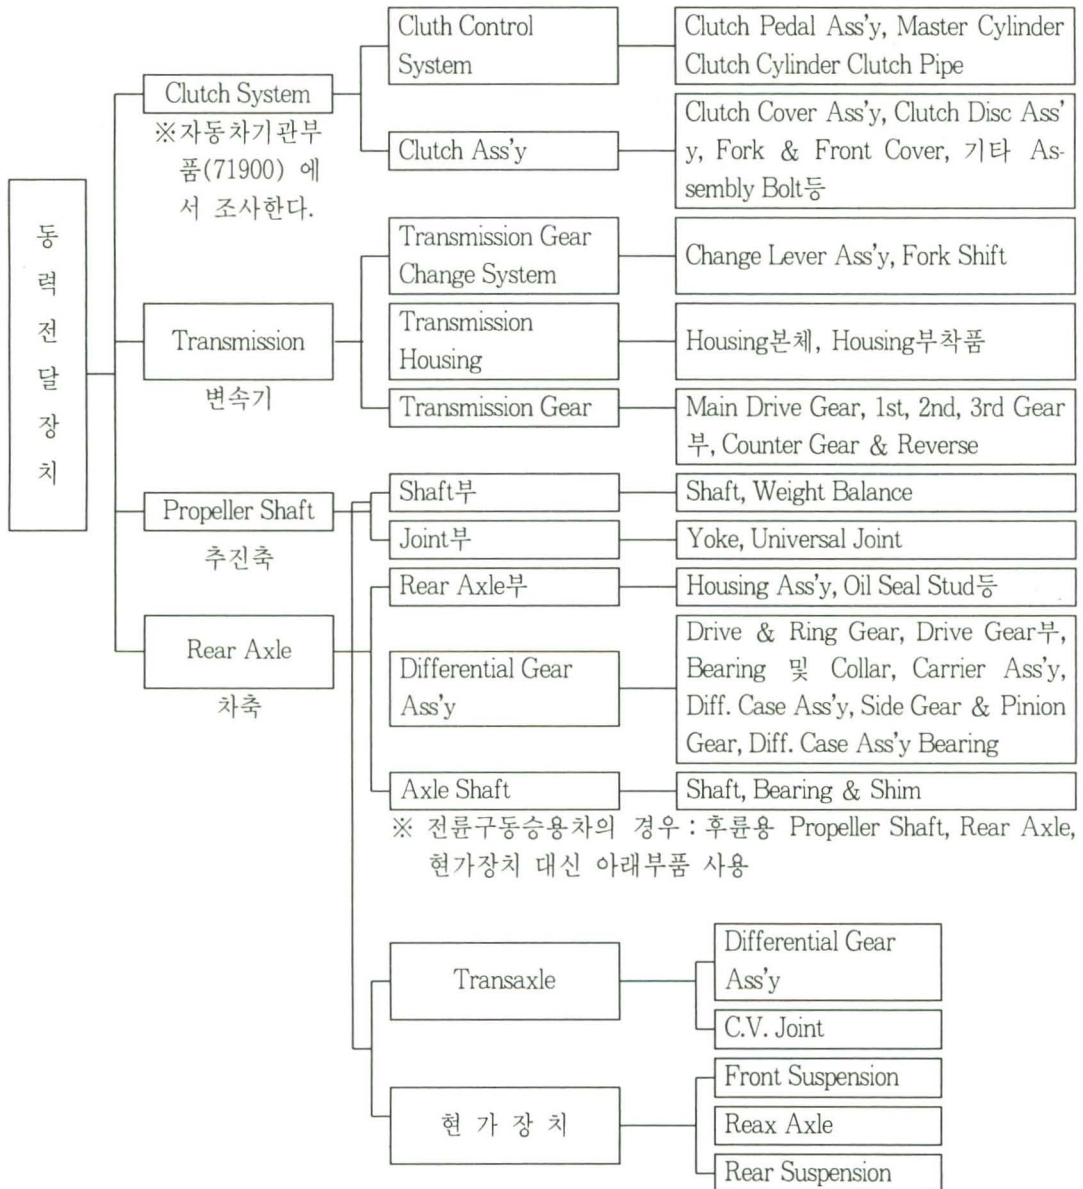 동
력
전
달
장
치
Clutch System
※자동차기관부
품(71900) 에
서 조사한다.
Cluth Control
System
Clutch Pedal Ass'y, Master Cylinder
Clutch Cylinder Clutch Pipe
Clutch Ass'y
Clutch Cover Ass'y, Clutch Disc Ass'
y, Fork & Front Cover, 기타 As-
sembly Bolt등
Transmission
변속기
Transmission Gear
Change System
Change Lever Ass'y, Fork Shift
Transmission
Housing
Housing본체, Housing부착품
Transmission Gear
Main Drive Gear, 1st, 2nd, 3rd Gear
부, Counter Gear & Reverse
Propeller Shaft
추진축
Shaft부
Shaft, Weight Balance
Joint부
Yoke, Universal Joint
Rear Axle
차축
Rear Axle부
Housing Ass'y, Oil Seal Stud등
Differential Gear
Ass'y
Drive & Ring Gear, Drive Gear부,
Bearing 및 Collar, Carrier Ass'y,
Diff. Case Ass'y, Side Gear & Pinion
Gear, Diff. Case Ass'y Bearing
Axle Shaft
Shaft, Bearing & Shim
※ 전륜구동승용차의 경우 : 후륜용 Propeller Shaft, Rear Axle,
현가장치 대신 아래부품 사용
Transaxle
Differential Gear
Ass'y
C.V. Joint
현 가 장 치
Front Suspension
Reax Axle
Rear Suspension